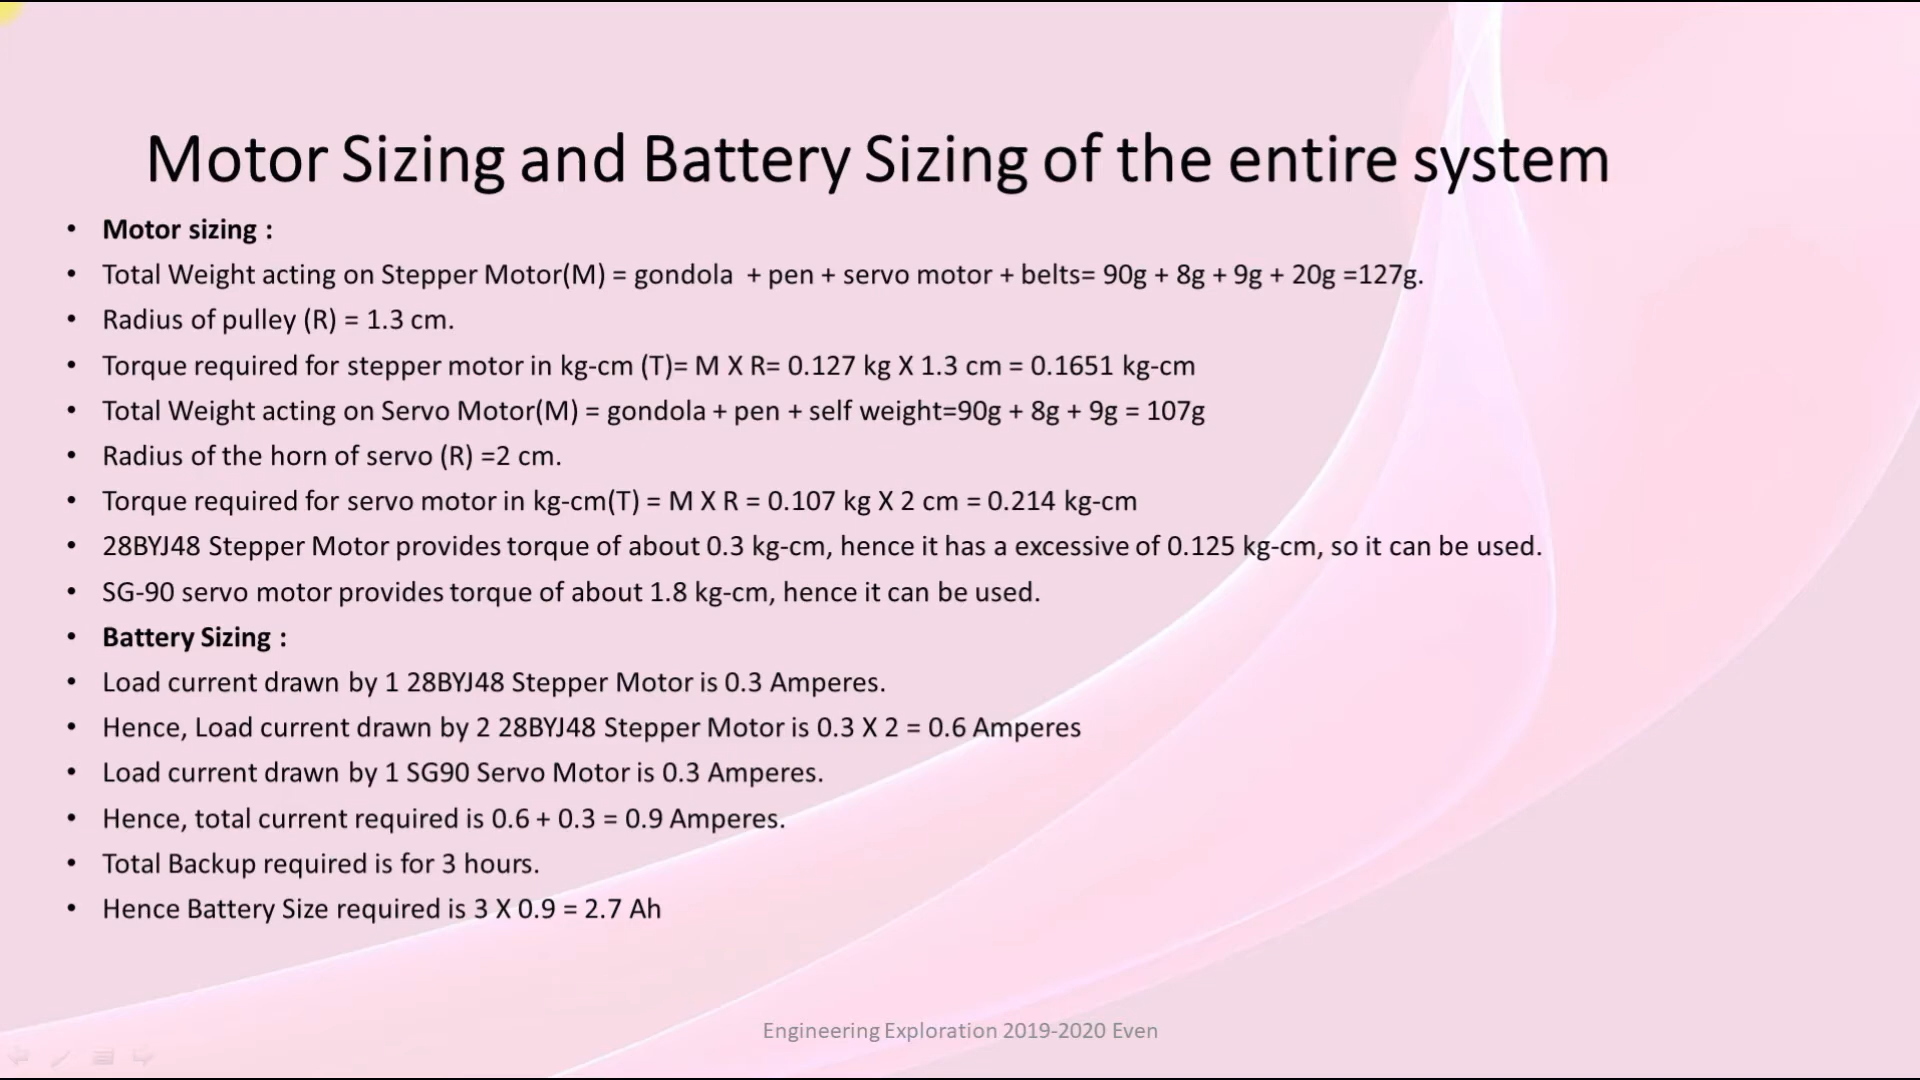 Motor Sizing and Battery Sizing of the entire system
• Motor sizing :
• Total Weight acting on Stepper Motor(M) = gondola + pen + servo motor + belts= 90g + 8g + 9g + 20g =127g.
• Radius of pulley (R) = 1.3 cm.
• Torque required for stepper motor in kg-cm (T)= M X R= 0.127 kg X 1.3 cm = 0.1651 kg-cm
• Total Weight acting on Servo Motor(M) = gondola + pen + self weight=90g + 8g + 9g = 107g
• Radius of the horn of servo (R) =2 cm.
• Torque required for servo motor in kg-cm(T) = M X R = 0.107 kg X 2 cm = 0.214 kg-cm
• 28BYJ48 Stepper Motor provides torque of about 0.3 kg-cm, hence it has a excessive of 0.125 kg-cm, so it can be used.
• SG-90 servo motor provides torque of about 1.8 kg-cm, hence it can be used.
• Battery Sizing :
• Load current drawn by 1 28BYJ48 Stepper Motor is 0.3 Amperes.
• Hence, Load current drawn by 2 28BYJ48 Stepper Motor is 0.3 X 2 = 0.6 Amperes
• Load current drawn by 1 SG90 Servo Motor is 0.3 Amperes.
• Hence, total current required is 0.6 + 0.3 = 0.9 Amperes.
• Total Backup required is for 3 hours.
• Hence Battery Size required is 3 X 0.9 = 2.7 Ah
Engineering Exploration 2019-2020 Even